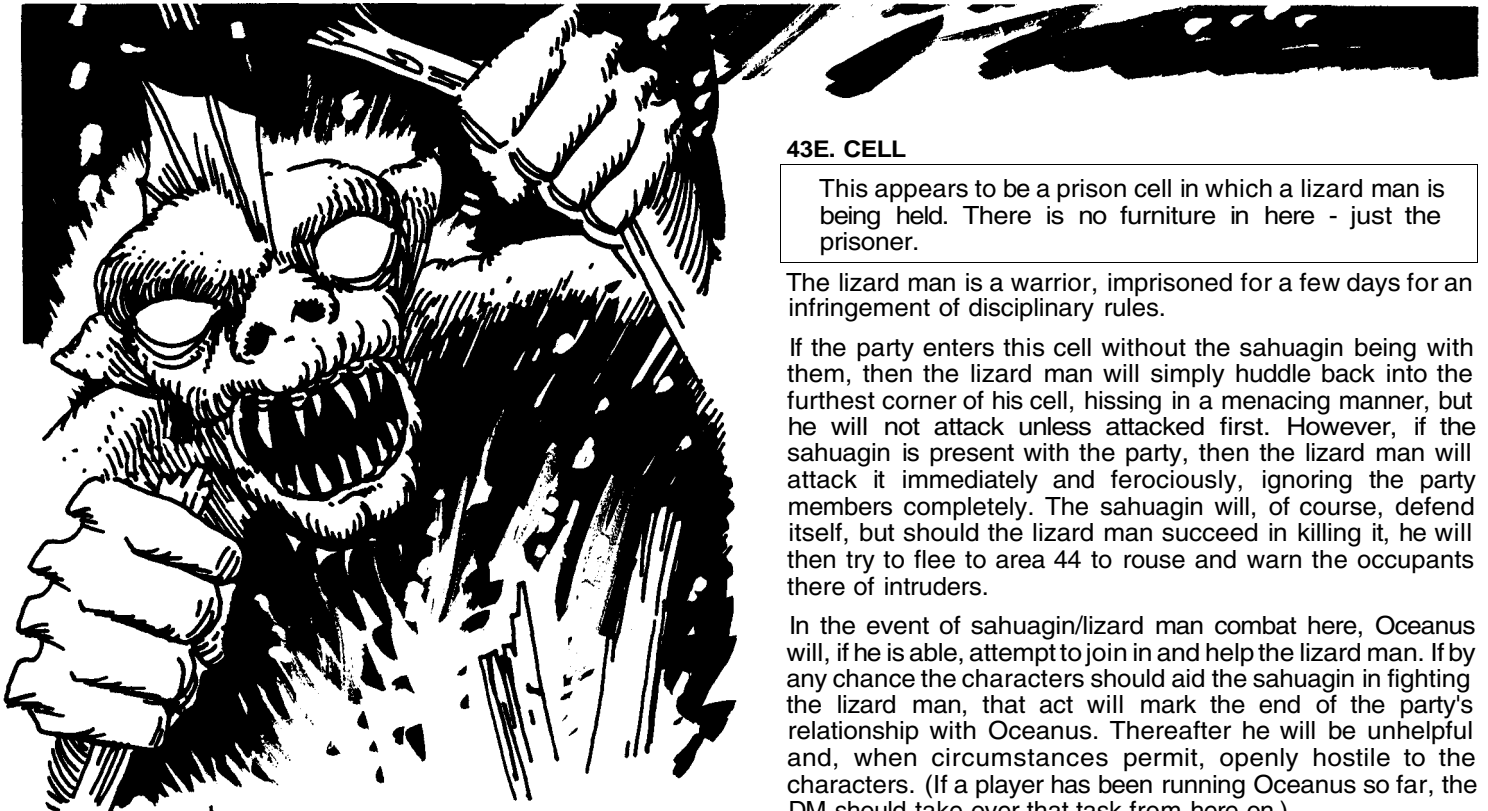 43E. CELL
This appears to be a prison cell in which a lizard man is
being held. There is no furniture in here - just the
prisoner.
The lizard man is a warrior, imprisoned for a few days for an
infringement of disciplinary rules.
If the party enters this cell without the sahuagin being with
them, then the lizard man will simply huddle back into the
furthest corner of his cell, hissing in a menacing manner, but
he will not attack unless attacked first. However, if the
sahuagin is present with the party, then the lizard man will
attack it immediately and ferociously, ignoring the party
members completely. The sahuagin will, of course, defend
itself, but should the lizard man succeed in killing it, he will
then try to flee to area 44 to rouse and warn the occupants
there of intruders.
In the event of sahuagin/lizard man combat here, Oceanus
will, if he is able, attempt to join in and help the lizard man. If by
any chance the characters should aid the sahuagin in fighting
the lizard man, that act will mark the end of the party's
relationship with Oceanus. Thereafter he will be unhelpful
and, when circumstances permit, openly hostile to the
characters. (If a player has been running Oceanus so far, the
DM should take over that task from here on.)